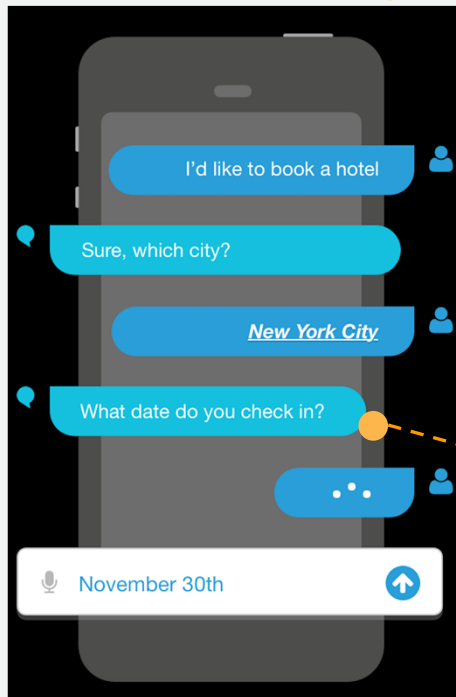 I’d like to book a hotel
Sure, which city?
New York City
What date do you check in?
November 30th